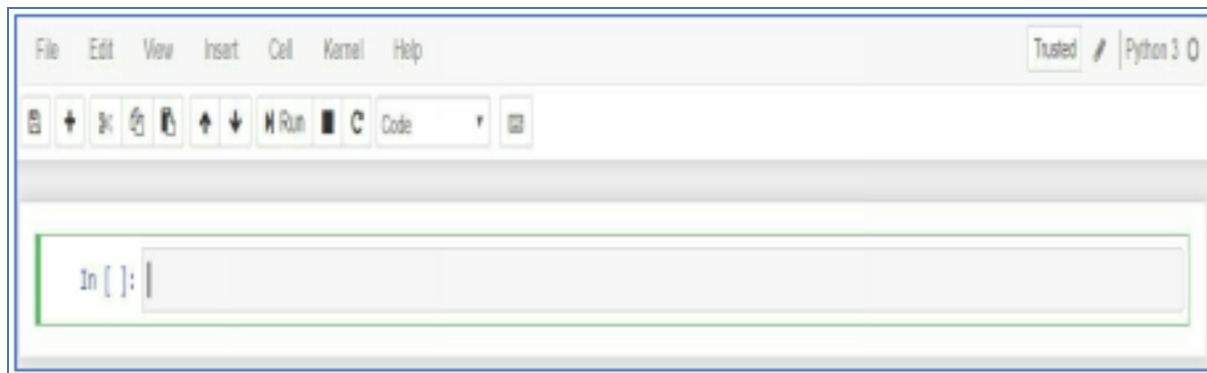 File Edit View Insert Cell Kernel Help Trusted Python 3
Run Code
In [ ]: